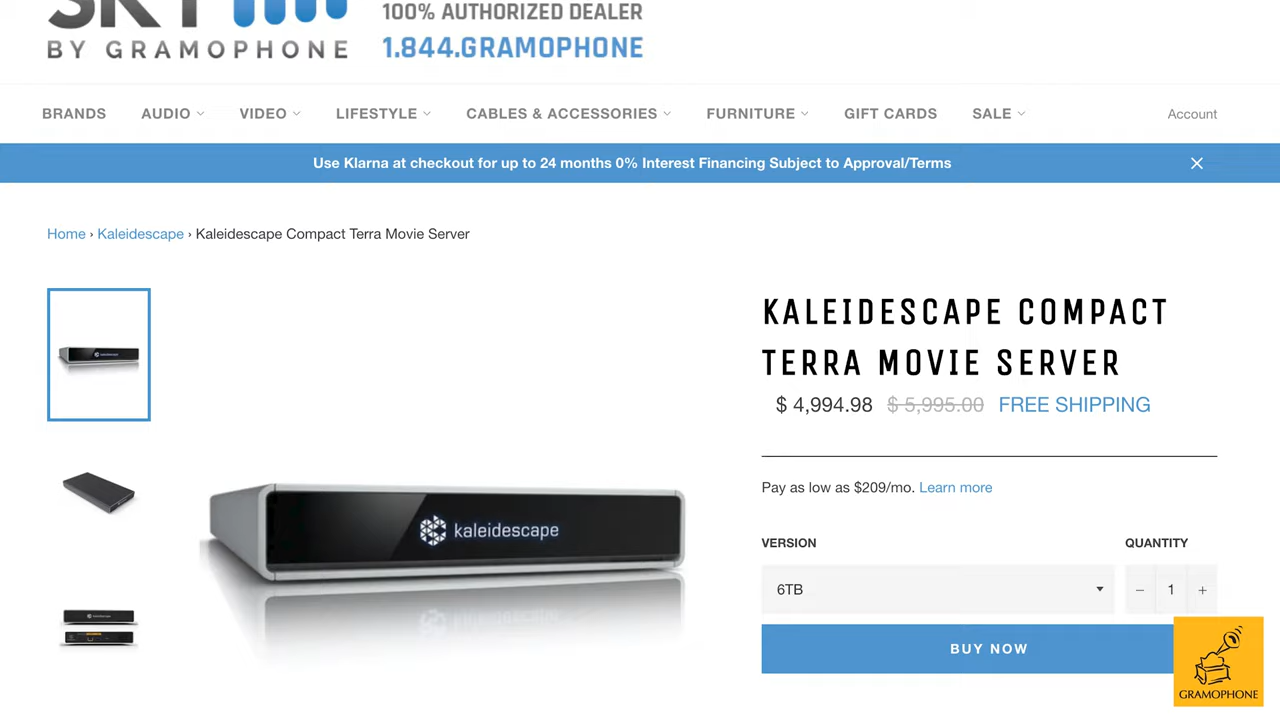 BY GRAMOPHONE
100% AUTHORIZED DEALER
1.844.GRAMOPHONE
BRANDS AUDIO VIDEO LIFESTYLE CABLES & ACCESSORIES FURNITURE GIFT CARDS SALE Account
Use Klarna at checkout for up to 24 months 0% Interest Financing Subject to Approval/Terms
Home › Kaleidescape › Kaleidescape Compact Terra Movie Server
KALEIDESCAPE COMPACT
TERRA MOVIE SERVER
$ 4,994.98 $ 5,995.00 FREE SHIPPING
Pay as low as $209/mo. Learn more
VERSION QUANTITY
6TB − 1 +
BUY NOW
kaleidescape
GRAMOPHONE